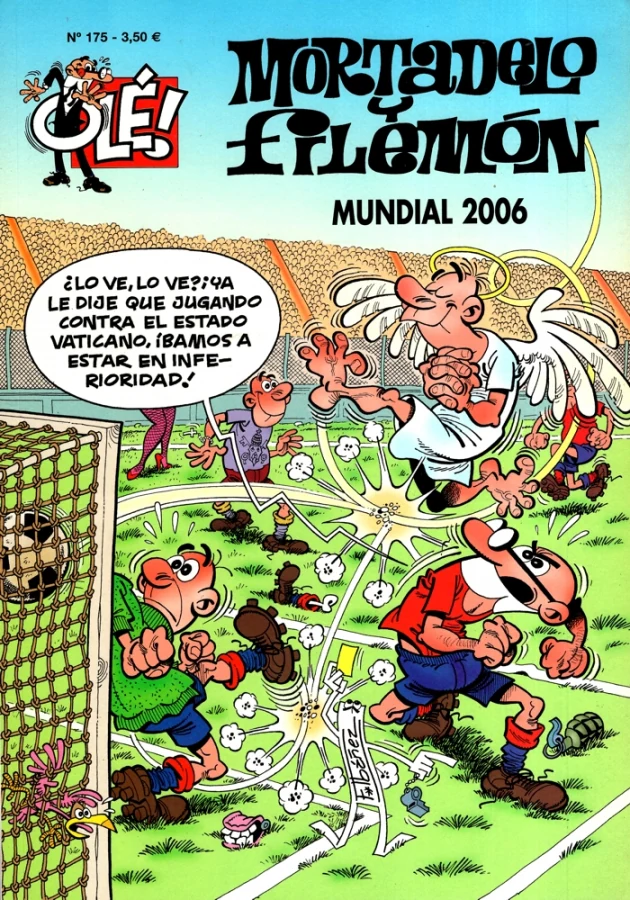 Nº 175 - 3,50 €
OLÉ!
MORTADELO
Y
FILEMÓN
MUNDIAL 2006
¿LO VE, LO VE?; ¡YA
LE DIJE QUE JUGANDO
CONTRA EL ESTADO
VATICANO, ÍBAMOS A
ESTAR EN INFE-
RIORIDAD!